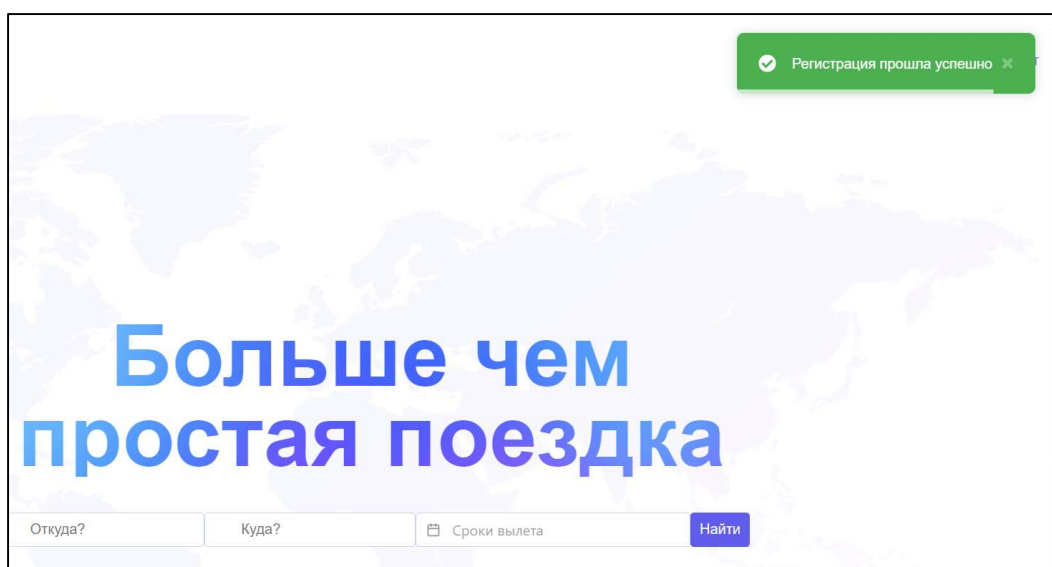 Регистрация прошла успешно
Больше чем
простая поездка
Откуда?
Куда?
Сроки вылета
Найти